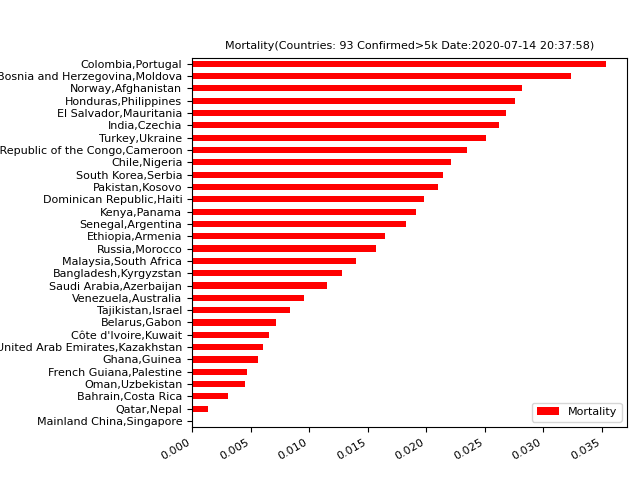 Mortality(Countries: 93 Confirmed>5k Date:2020-07-14 20:37:58)
Colombia,Portugal
Bosnia and Herzegovina,Moldova
Norway,Afghanistan
Honduras,Philippines
El Salvador,Mauritania
India,Czechia
Turkey,Ukraine
Republic of the Congo,Cameroon
Chile,Nigeria
South Korea,Serbia
Pakistan,Kosovo
Dominican Republic,Haiti
Kenya,Panama
Senegal,Argentina
Ethiopia,Armenia
Russia,Morocco
Malaysia,South Africa
Bangladesh,Kyrgyzstan
Saudi Arabia,Azerbaijan
Venezuela,Australia
Tajikistan,Israel
Belarus,Gabon
Côte d'Ivoire,Kuwait
United Arab Emirates,Kazakhstan
Ghana,Guinea
French Guiana,Palestine
Oman,Uzbekistan
Bahrain,Costa Rica
Qatar,Nepal
Mainland China,Singapore
Mortality
0.000 0.005 0.010 0.015 0.020 0.025 0.030 0.035